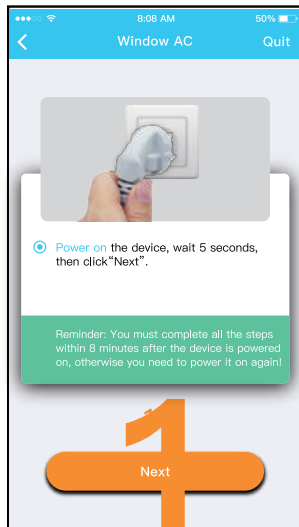 8:08 AM 50%
Window AC Quit
Power on the device, wait 5 seconds,
then click“Next”.
Reminder: You must complete all the steps
within 8 minutes after the device is powered
on, otherwise you need to power it on again!
1
Next